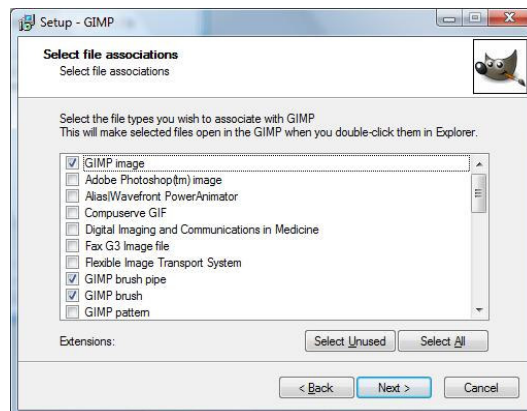 Setup - GIMP
Select file associations
Select file associations
Select the file types you wish to associate with GIMP
This will make selected files open in the GIMP when you double-click them in Explorer.
GIMP image
Adobe Photoshop(tm) image
Alias|Wavefront PowerAnimator
Compuserve GIF
Digital Imaging and Communications in Medicine
Fax G3 Image file
Flexible Image Transport System
GIMP brush pipe
GIMP brush
GIMP pattern
Extensions:
Select Unused
Select All
< Back
Next >
Cancel